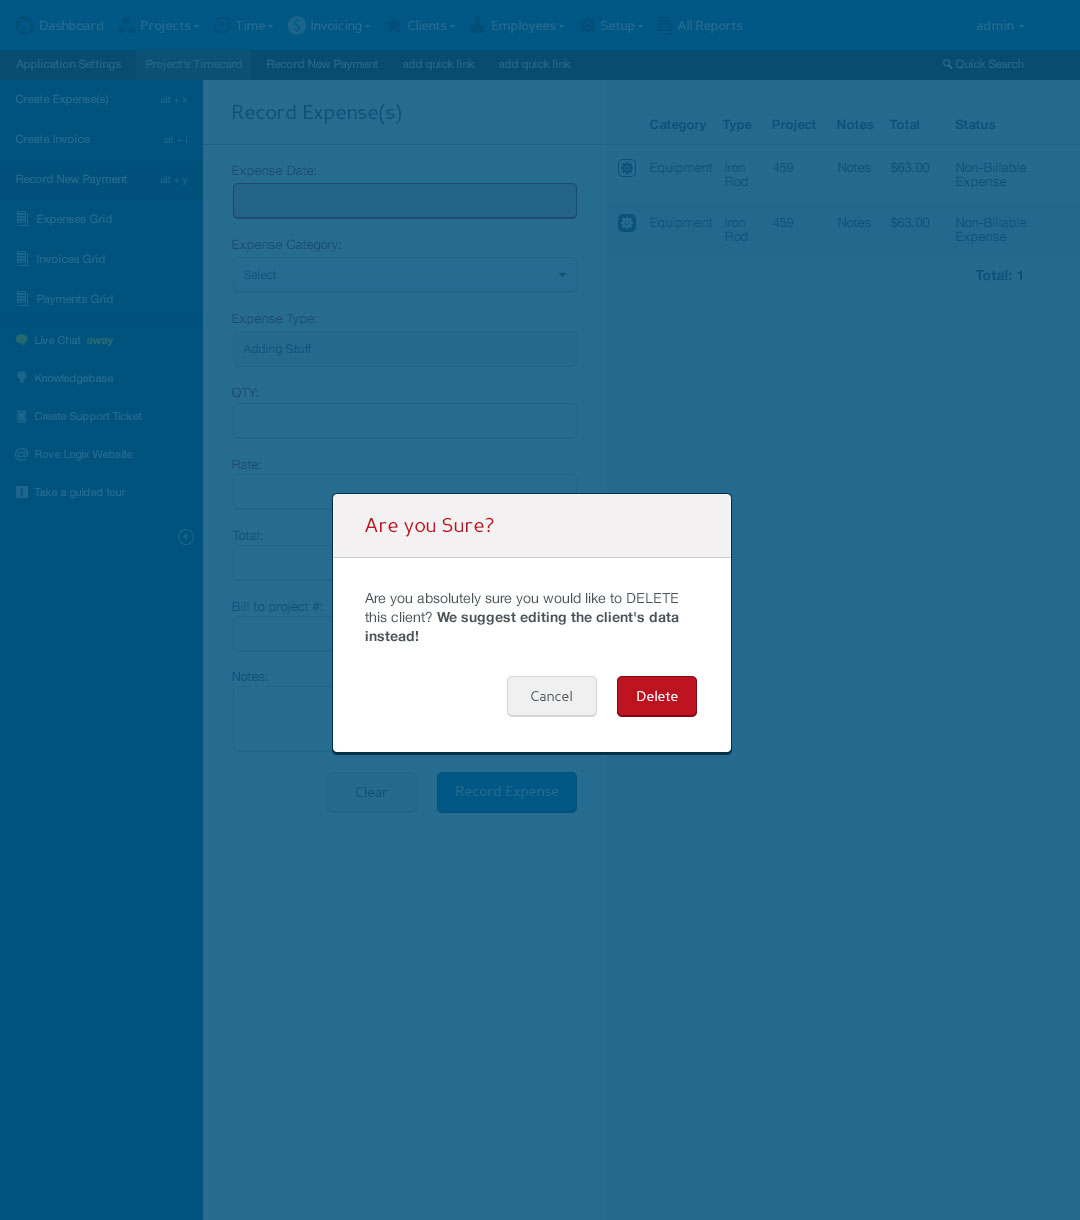 Dashboard Projects Time Invoicing Clients Employees Setup All Reports admin
Application Settings Project's Timecard Record New Payment add quick link add quick link Quick Search
Create Expense(s) alt + x
Create Invoice alt + i
Record New Payment alt + y
Expenses Grid
Invoices Grid
Payments Grid
Live Chat away
Knowledgebase
Create Support Ticket
Rova Logix Website
Take a guided tour
Record Expense(s)
Expense Date:
Expense Category:
Select
Expense Type:
Adding Stuff
QTY:
Rate:
Total:
Bill to project #:
Notes:
Clear Record Expense
Category Type Project Notes Total Status
Equipment Iron Rod 459 Notes $63.00 Non-Billable Expense
Equipment Iron Rod 459 Notes $63.00 Non-Billable Expense
Total: 1
Are you Sure?
Are you absolutely sure you would like to DELETE
this client? We suggest editing the client's data
instead!
Cancel Delete